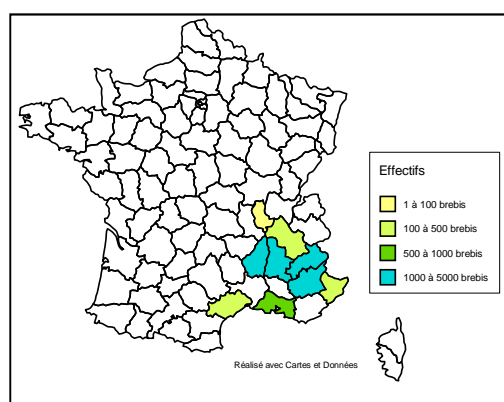 Effectifs
1 à 100 brebis
100 à 500 brebis
500 à 1000 brebis
1000 à 5000 brebis
Réalisé avec Cartes et Données